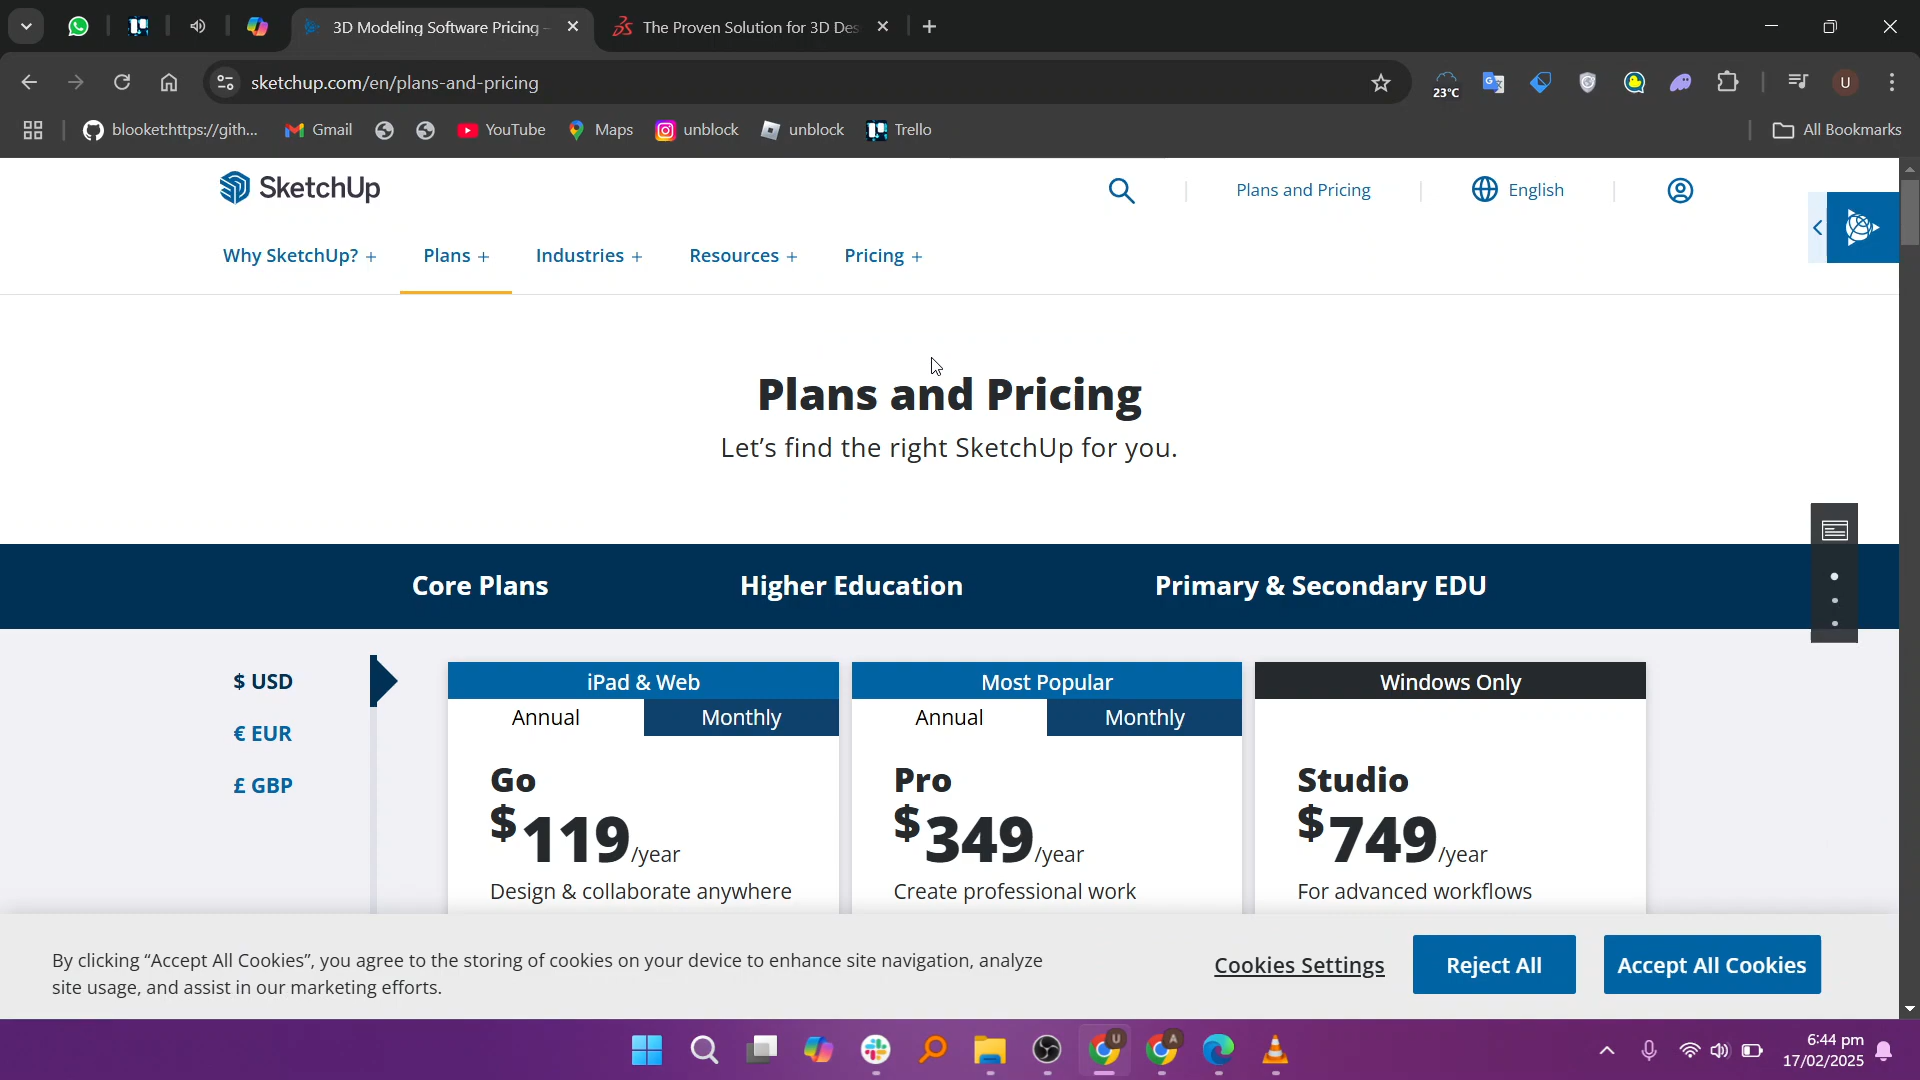 3D Modeling Software Pricing -
The Proven Solution for 3D Des
sketchup.com/en/plans-and-pricing
23°C
U
blooket:https://gith...
Gmail
YouTube
Maps
unblock
unblock
Trello
All Bookmarks
SketchUp
Plans and Pricing
English
Why SketchUp? +
Plans +
Industries +
Resources +
Pricing +
Plans and Pricing
Let’s find the right SketchUp for you.
Core Plans
Higher Education
Primary & Secondary EDU
$ USD
€ EUR
£ GBP
iPad & Web
Annual
Monthly
Go
$119/year
Design & collaborate anywhere
Most Popular
Annual
Monthly
Pro
$349/year
Create professional work
Windows Only
Studio
$749/year
For advanced workflows
By clicking “Accept All Cookies”, you agree to the storing of cookies on your device to enhance site navigation, analyze
site usage, and assist in our marketing efforts.
Cookies Settings
Reject All
Accept All Cookies
U
A
6:44 pm
17/02/2025